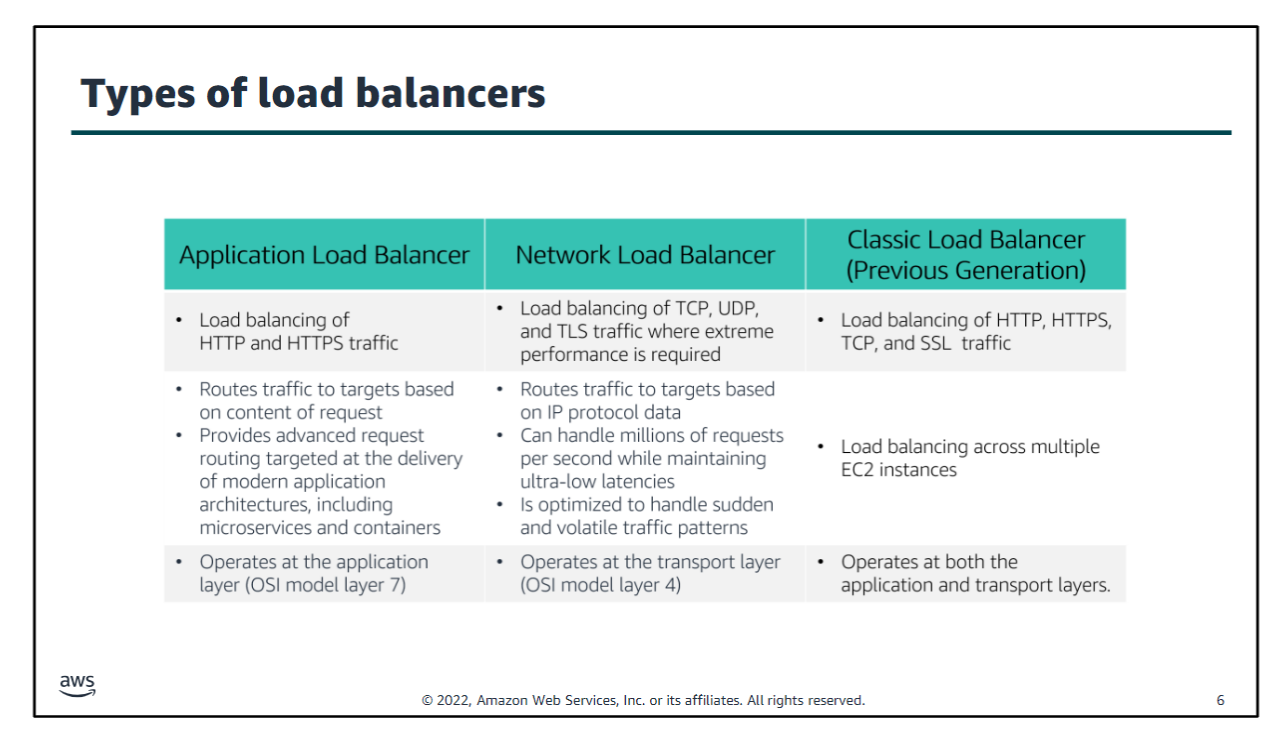 Types of load balancers
Application Load Balancer
Network Load Balancer
Classic Load Balancer
(Previous Generation)
• Load balancing of
HTTP and HTTPS traffic
• Load balancing of TCP, UDP,
and TLS traffic where extreme
performance is required
• Load balancing of HTTP, HTTPS,
TCP, and SSL traffic
• Routes traffic to targets based
on content of request
• Provides advanced request
routing targeted at the delivery
of modern application
architectures, including
microservices and containers
• Routes traffic to targets based
on IP protocol data
• Can handle millions of requests
per second while maintaining
ultra-low latencies
• Is optimized to handle sudden
and volatile traffic patterns
• Load balancing across multiple
EC2 instances
• Operates at the application
layer (OSI model layer 7)
• Operates at the transport layer
(OSI model layer 4)
• Operates at both the
application and transport layers.
aws
© 2022, Amazon Web Services, Inc. or its affiliates. All rights reserved.
6